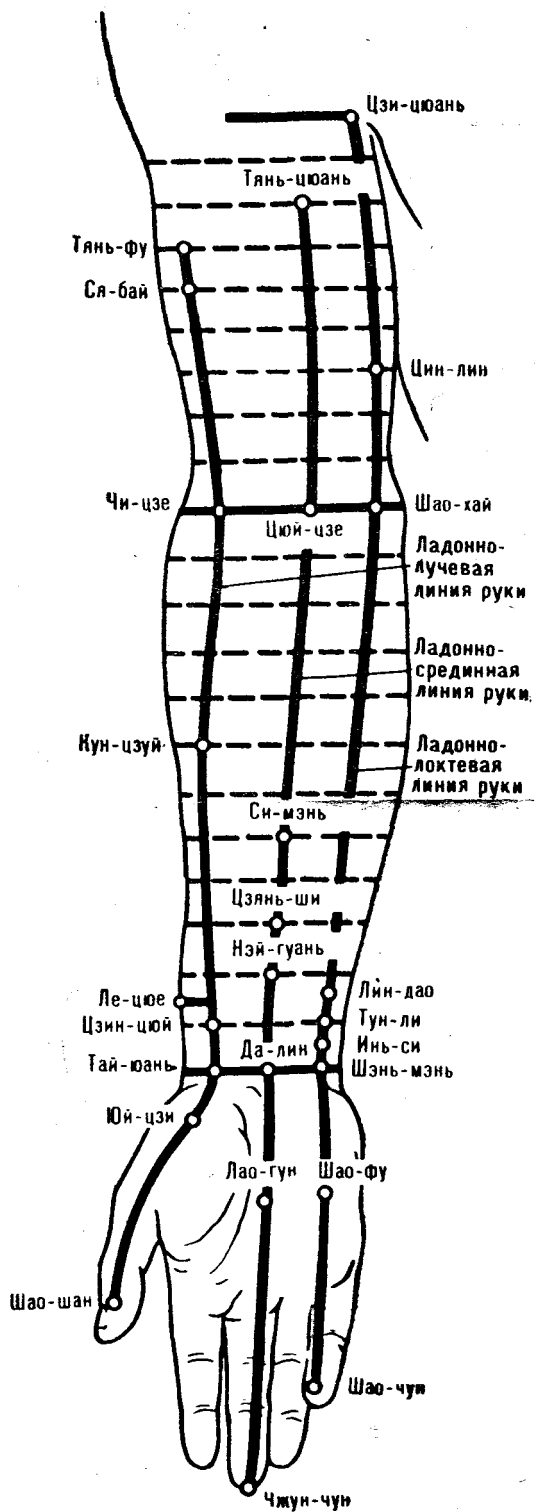 Цзи-цюань
Тянь-цюань
Тянь-фу
Ся-бай
Цин-лин
Чи-цзе
Цюй-цзе
Шао-хай
Ладонно-
лучевая
линия руки
Ладонно-
срединная
линия руки
Кун-цзуй
Ладонно-
локтевая
линия руки
Си-мэнь
Цзянь-ши
Нэй-гуань
Ле-цюе
Лин-дао
Цзин-цюй
Тун-ли
Да-лин
Инь-си
Тай-юань
Шэнь-мэнь
Юй-цзи
Лао-гун
Шао-фу
Шао-шан
Шао-чун
Чжун-чун